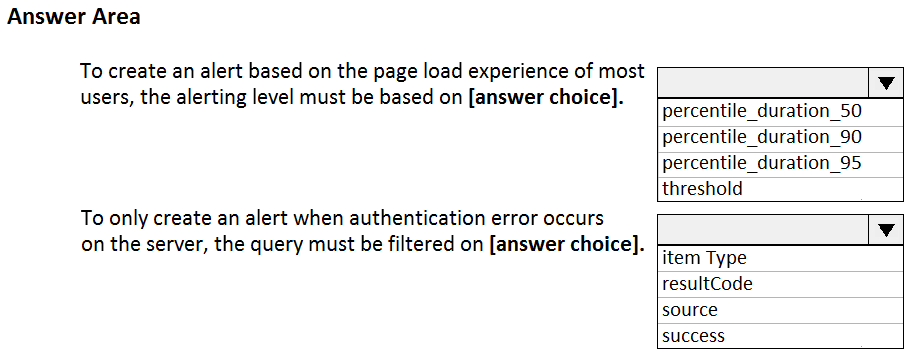 Answer Area
To create an alert based on the page load experience of most
users, the alerting level must be based on [answer choice].
percentile_duration_50
percentile_duration_90
percentile_duration_95
threshold
To only create an alert when authentication error occurs
on the server, the query must be filtered on [answer choice].
item Type
resultCode
source
success